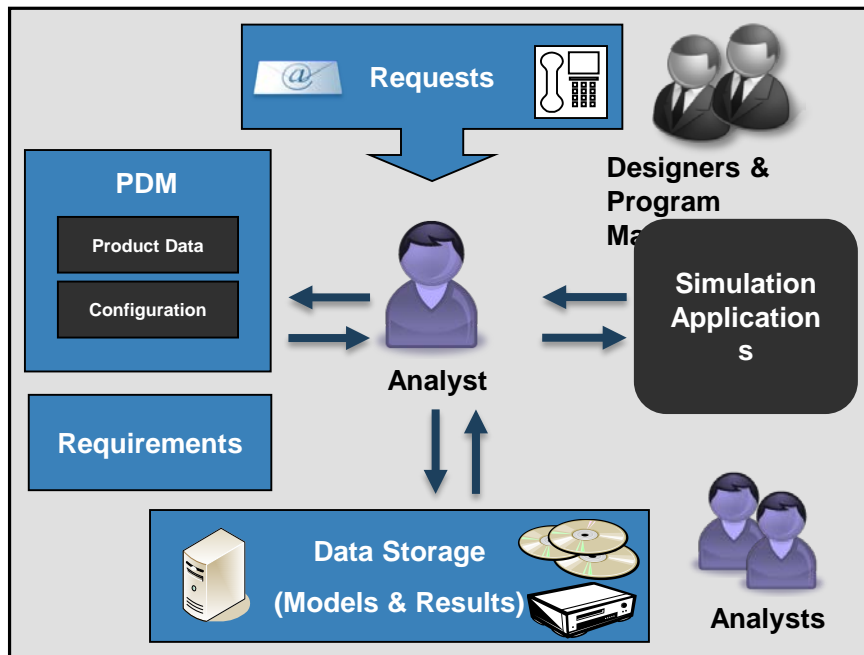 @
Requests
Designers &
Program
PDM
Product Data
Configuration
Simulation
Application
s
Analyst
Requirements
Data Storage
(Models & Results)
Analysts